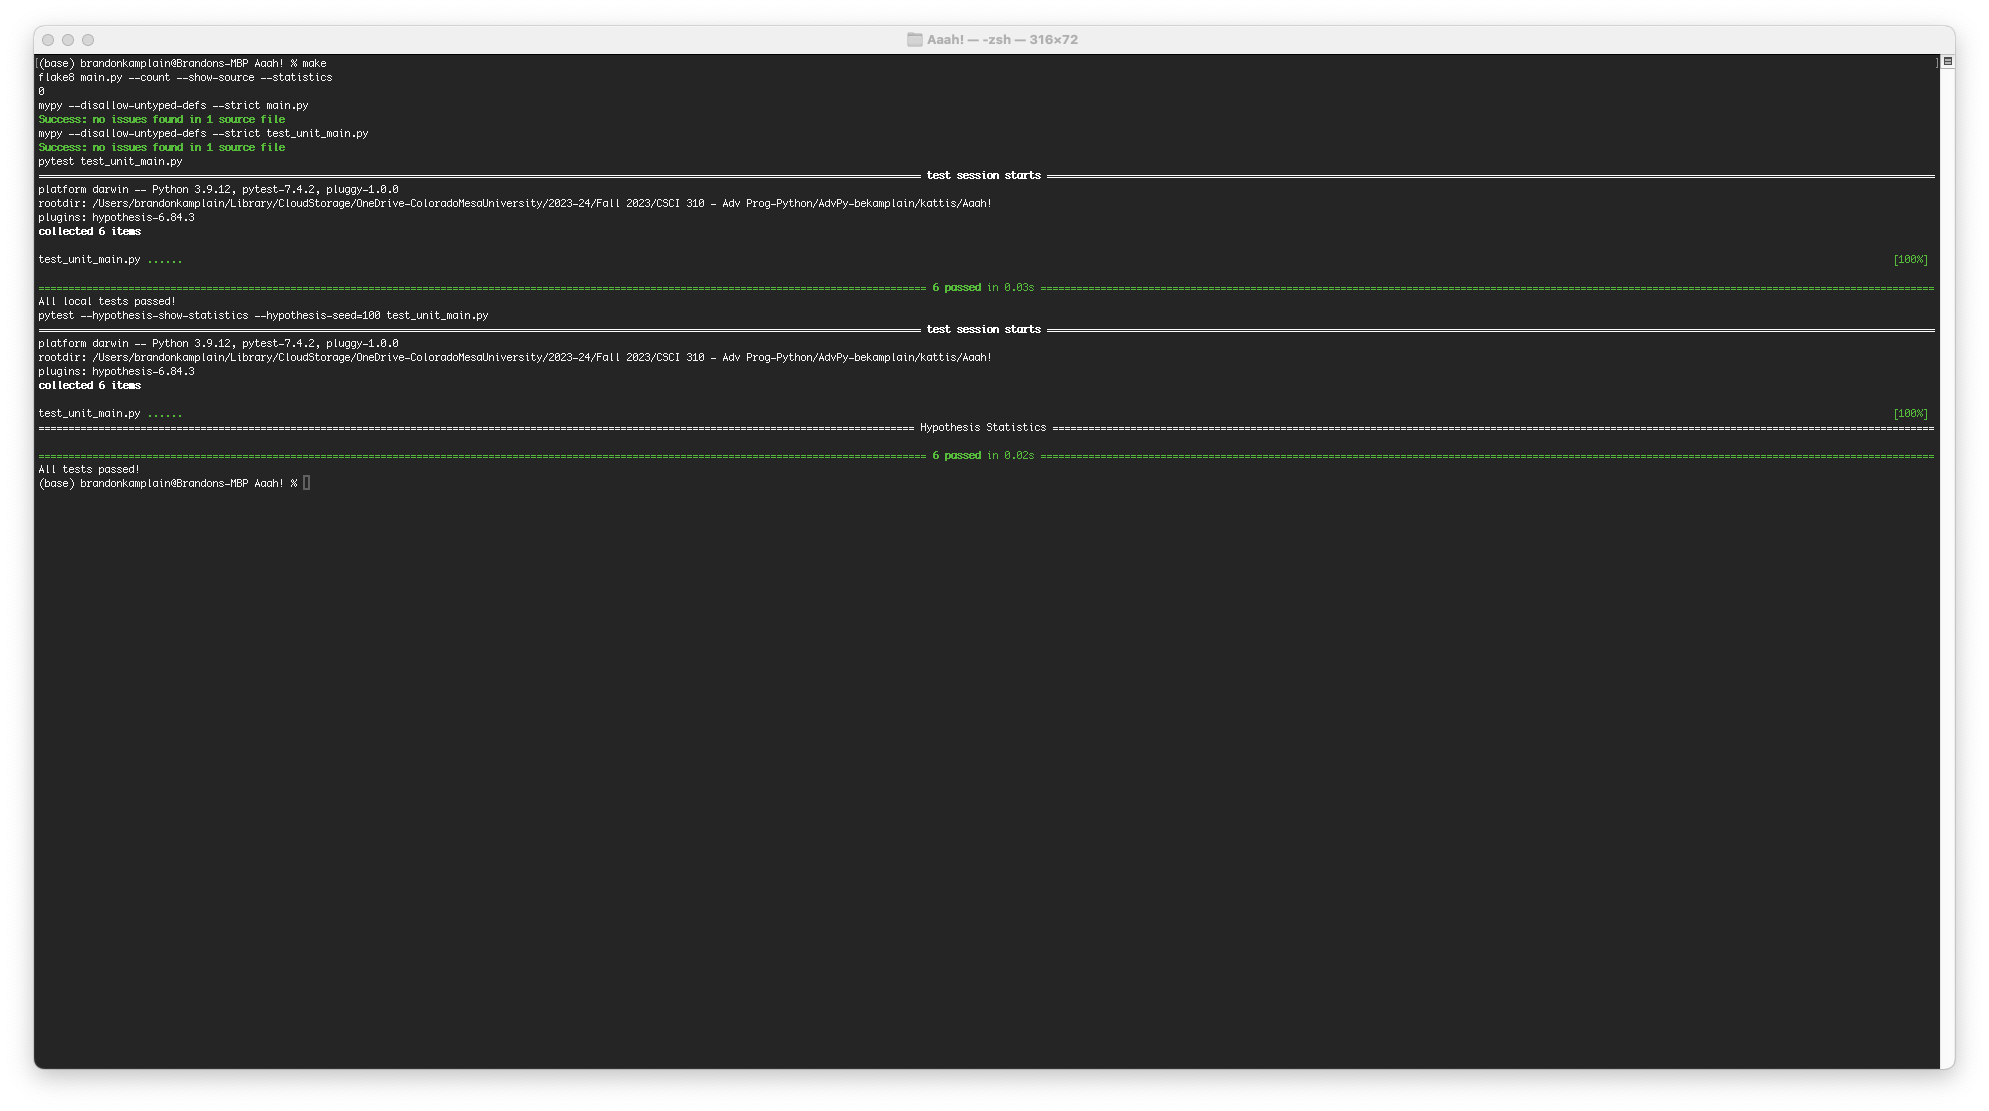 Aaah! — -zsh — 316×72
(base) brandonkamplain@Brandons-MBP Aaah! % make
flake8 main.py --count --show-source --statistics
0
mypy --disallow-untyped-defs --strict main.py
Success: no issues found in 1 source file
mypy --disallow-untyped-defs --strict test_unit_main.py
Success: no issues found in 1 source file
pytest test_unit_main.py
test session starts
platform darwin -- Python 3.9.12, pytest-7.4.2, pluggy-1.0.0
rootdir: /Users/brandonkamplain/Library/CloudStorage/OneDrive-ColoradoMesaUniversity/2023-24/Fall 2023/CSCI 310 - Adv Prog-Python/AdvPy-bekamplain/kattis/Aaah!
plugins: hypothesis-6.84.3
collected 6 items
test_unit_main.py ...... [100%]
6 passed in 0.03s
All local tests passed!
pytest --hypothesis-show-statistics --hypothesis-seed=100 test_unit_main.py
test session starts
platform darwin -- Python 3.9.12, pytest-7.4.2, pluggy-1.0.0
rootdir: /Users/brandonkamplain/Library/CloudStorage/OneDrive-ColoradoMesaUniversity/2023-24/Fall 2023/CSCI 310 - Adv Prog-Python/AdvPy-bekamplain/kattis/Aaah!
plugins: hypothesis-6.84.3
collected 6 items
test_unit_main.py ...... [100%]
Hypothesis Statistics
6 passed in 0.02s
All tests passed!
(base) brandonkamplain@Brandons-MBP Aaah! %